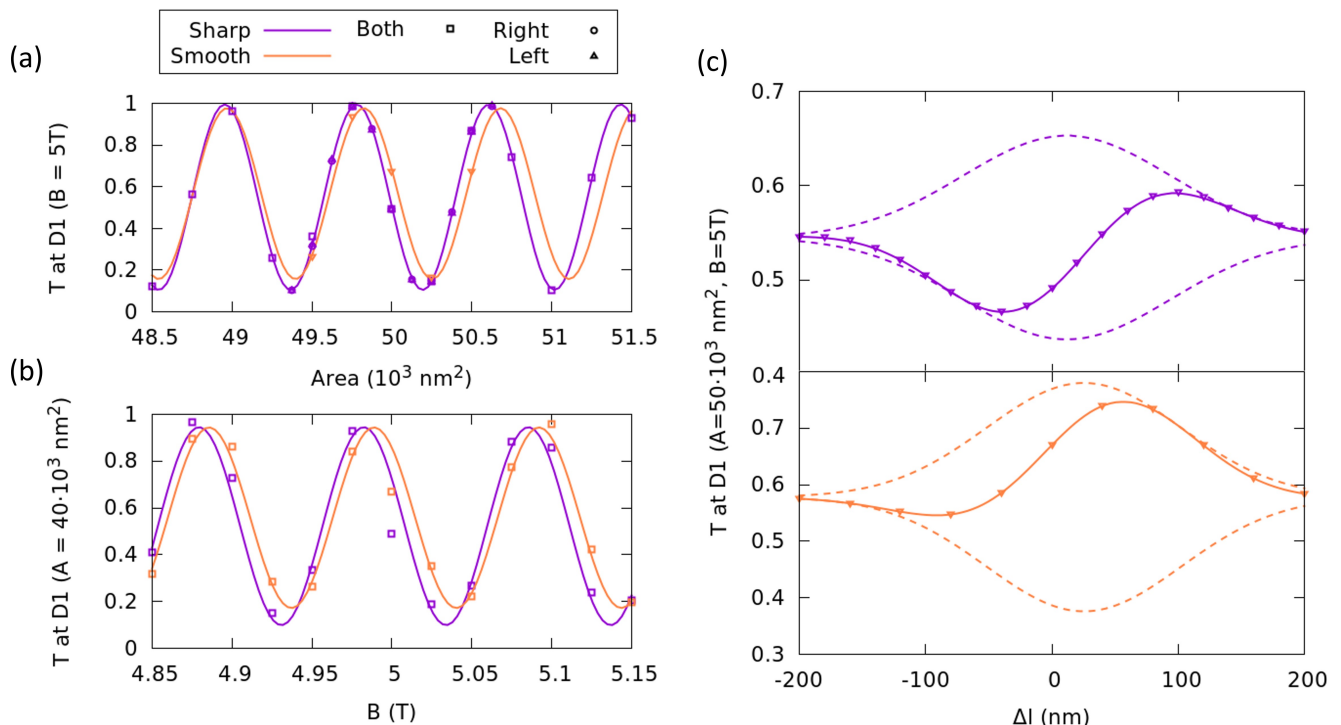 Sharp Both Right
Smooth Left
(a)
T at D1 (B = 5T)
1
0.8
0.6
0.4
0.2
0
48.5 49 49.5 50 50.5 51 51.5
Area (10³ nm²)
(b)
T at D1 (A = 40·10³ nm²)
1
0.8
0.6
0.4
0.2
0
4.85 4.9 4.95 5 5.05 5.1 5.15
B (T)
(c)
T at D1 (A=50·10³ nm², B=5T)
0.7
0.6
0.5
0.4
0.7
0.6
0.5
0.4
0.3
-200 -100 0 100 200
Δl (nm)